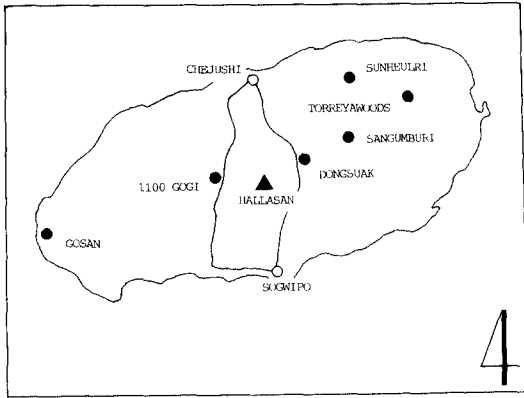 CHEJUSHI
SUNHEULRI
TORREYAWOODS
SANGUMBURI
DONGSUAK
1100 GOGI
HALLASAN
GOSAN
SOGWIPO
4